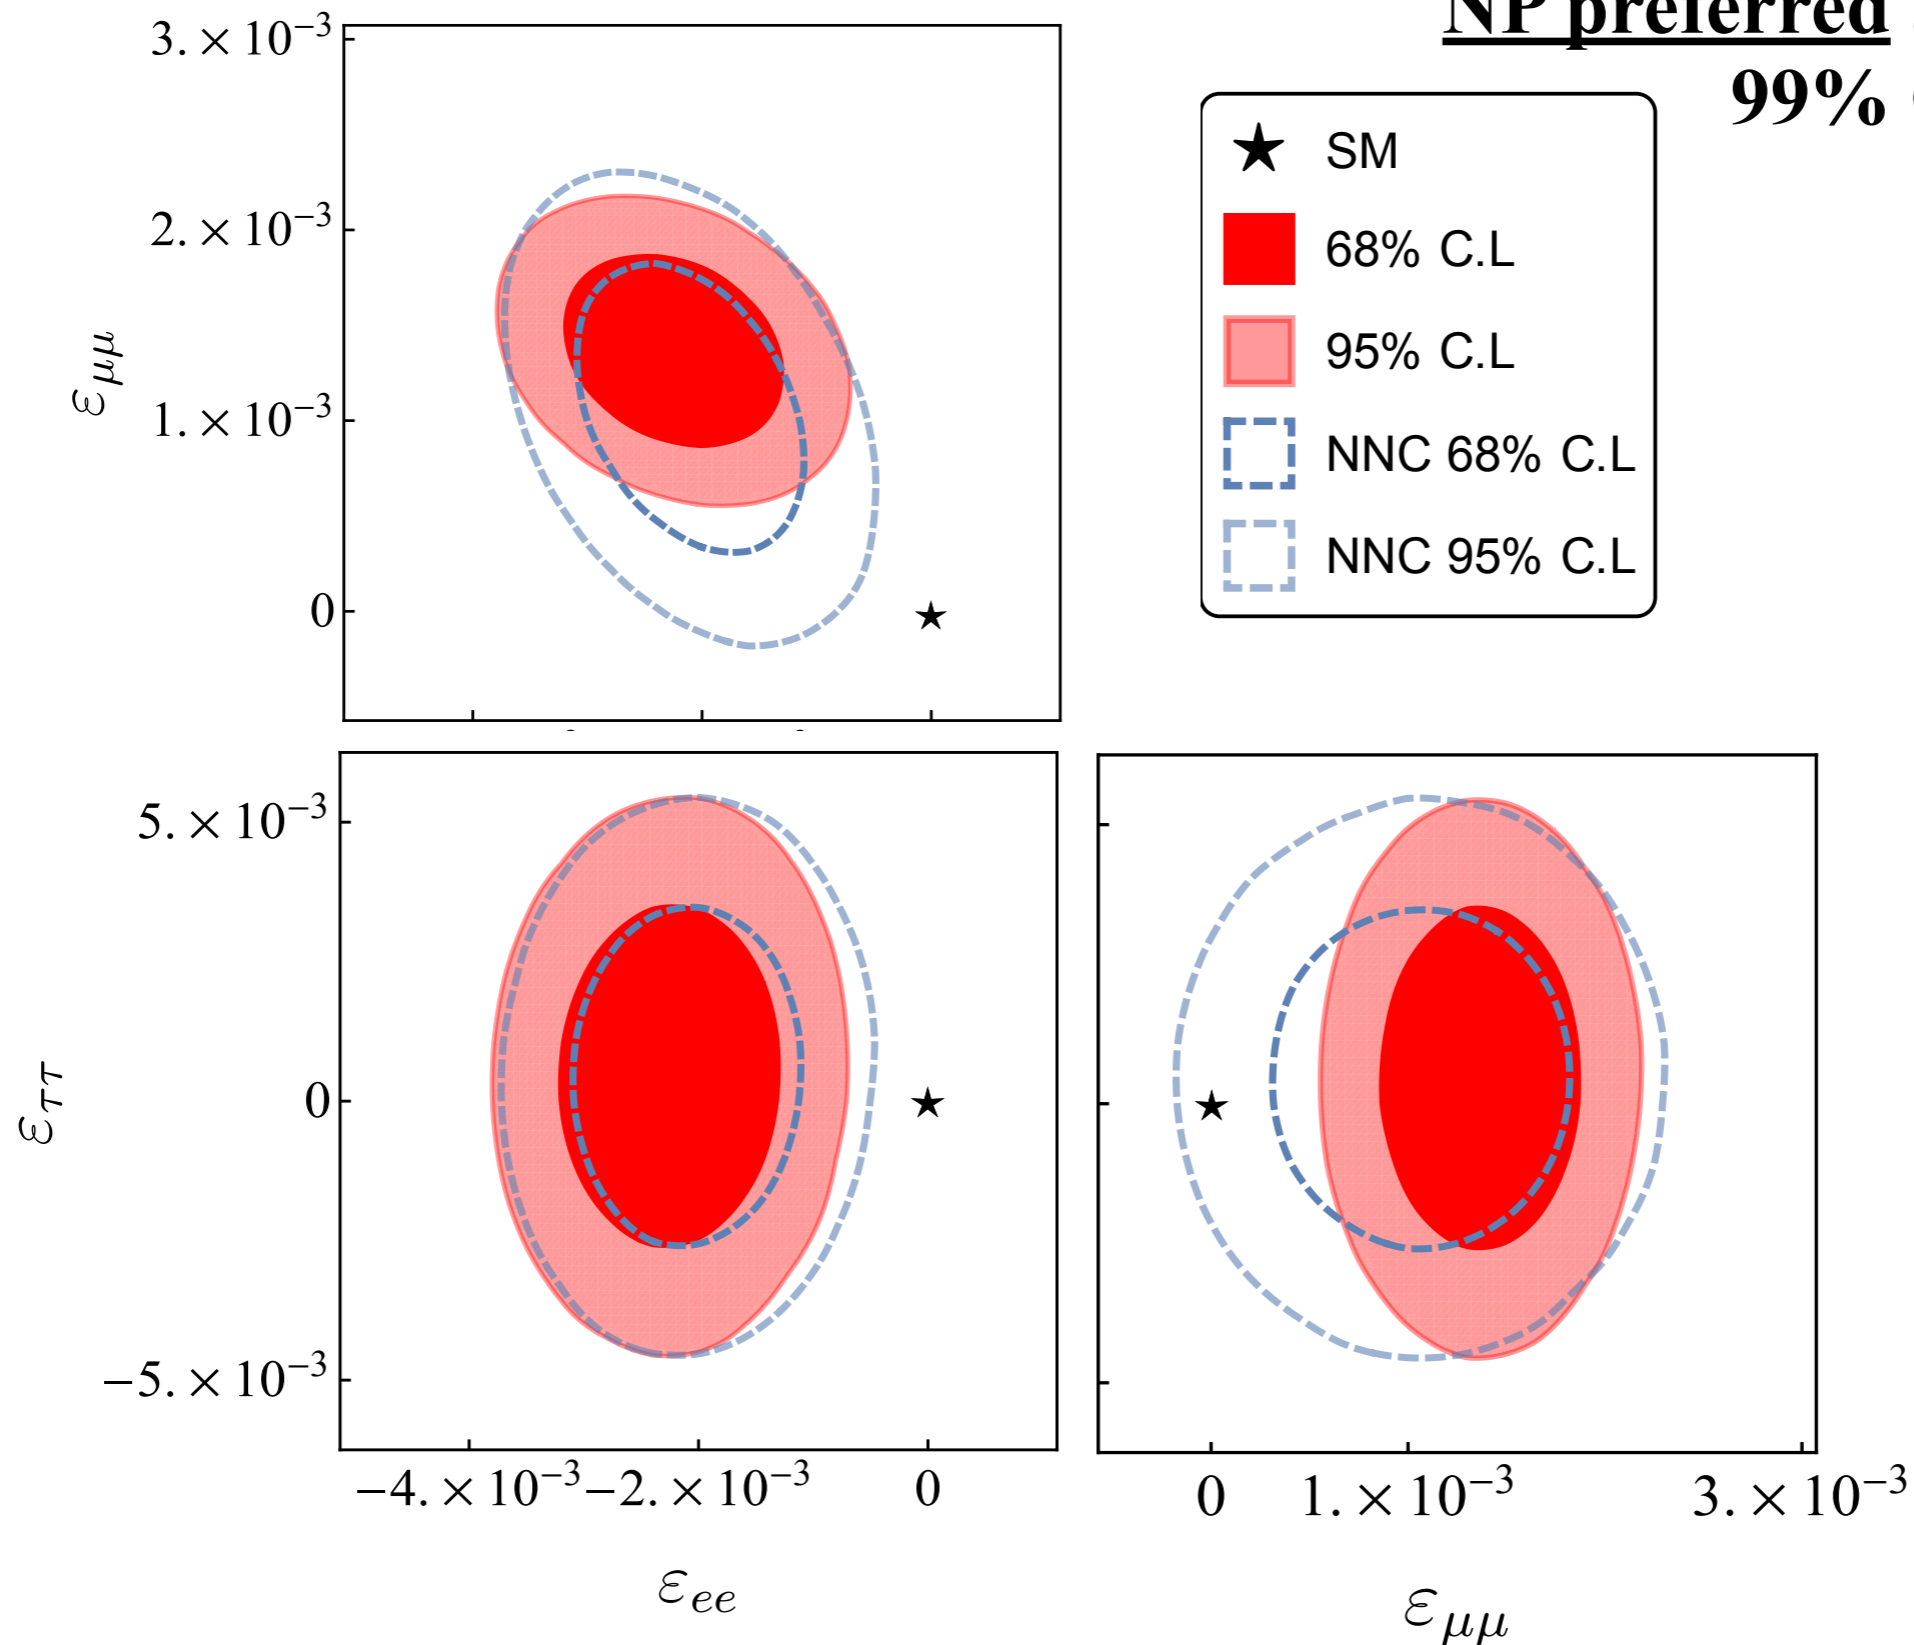 NP preferred
99%
SM
68% C.L
95% C.L
NNC 68% C.L
NNC 95% C.L
3. × 10⁻³
2. × 10⁻³
1. × 10⁻³
0
ε_μμ
5. × 10⁻³
0
−5. × 10⁻³
ε_ττ
−4. × 10⁻³ −2. × 10⁻³ 0
ε_ee
0 1. × 10⁻³ 3. × 10⁻³
ε_μμ